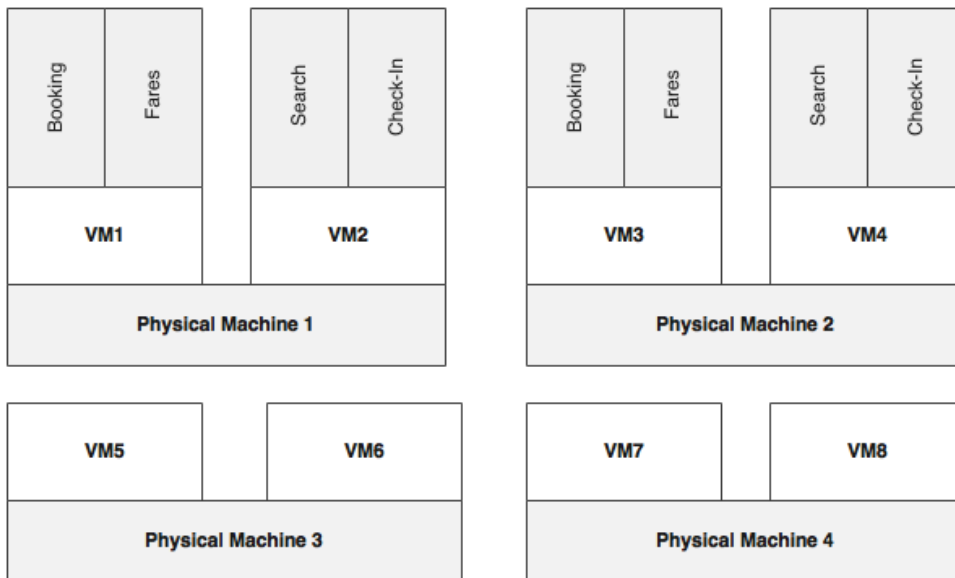 Booking
Fares
Search
Check-In
Booking
Fares
Search
Check-In
VM1
VM2
VM3
VM4
Physical Machine 1
Physical Machine 2
VM5
VM6
VM7
VM8
Physical Machine 3
Physical Machine 4